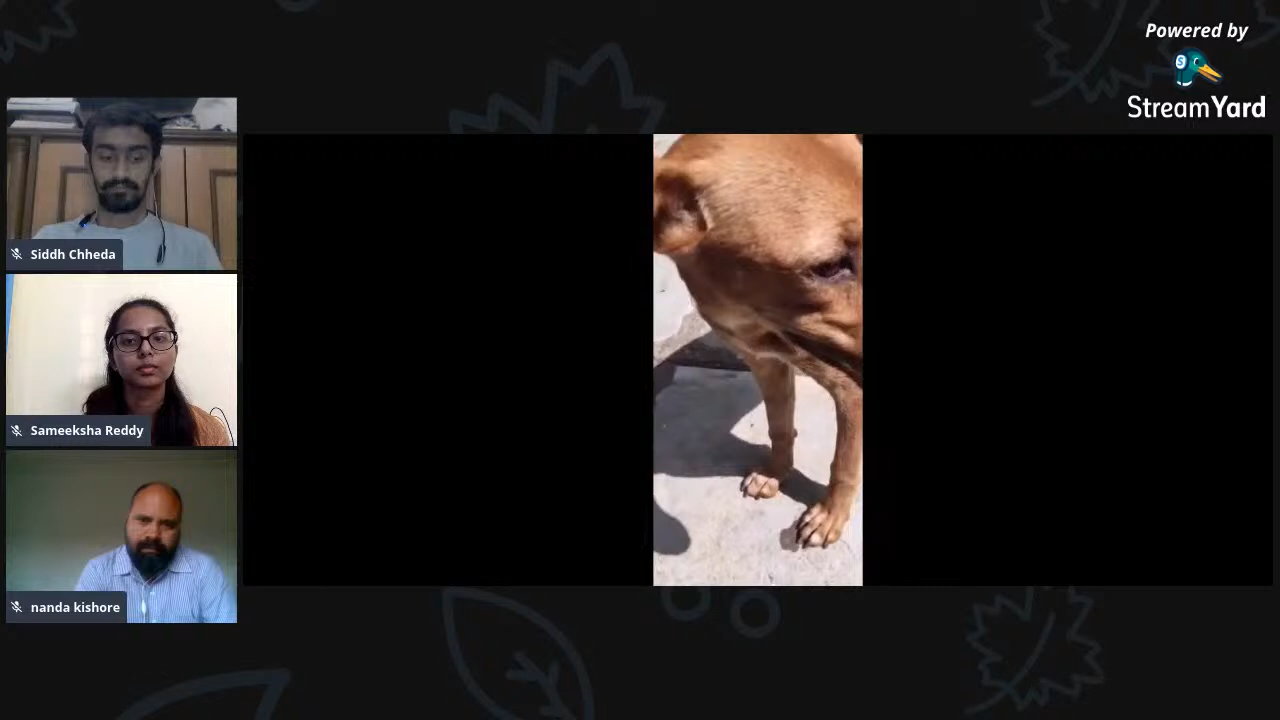 Powered by
S
StreamYard
Siddh Chheda
Sameeksha Reddy
nanda kishore